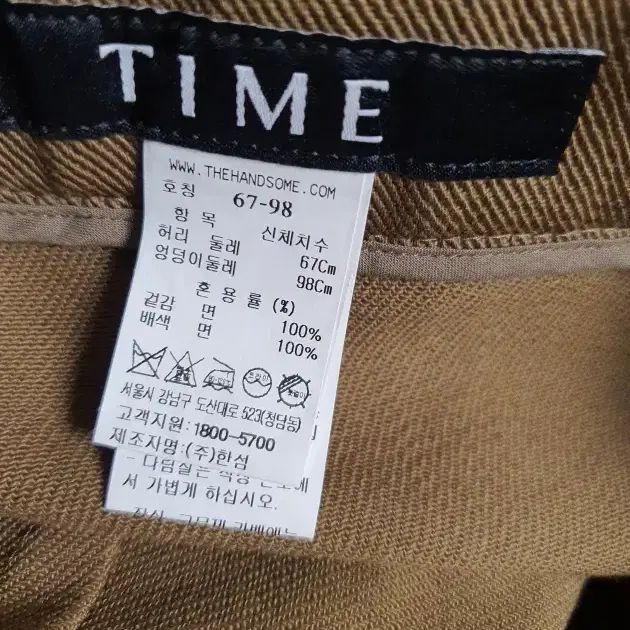 TIME
WWW.THEHANDSOME.COM
호칭 67-98
항 목 신체치수
허리 둘레 67Cm
엉덩이둘레 98Cm
혼 용 률 (%)
겉감 면 100%
배색 면 100%
서울시 강남구 도산대로 523(청담동)
고객지원: 1800-5700
제조자명:(주)한섬
서 가볍게 하십시오.